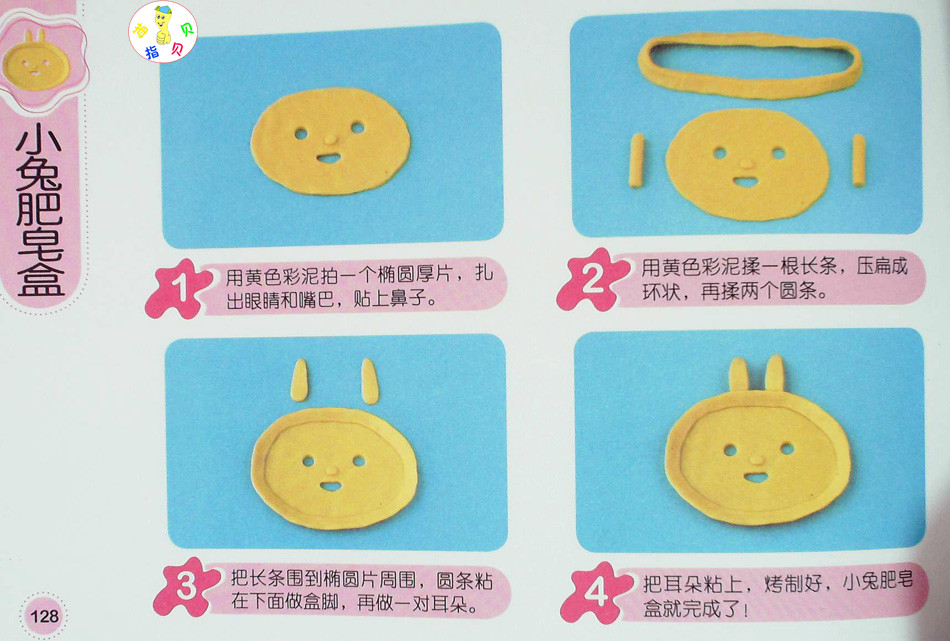 指贝
指贝
小兔肥皂盒
1
用黄色彩泥拍一个椭圆厚片，扎
出眼睛和嘴巴，贴上鼻子。
2
用黄色彩泥揉一根长条，压扁成
环状，再揉两个圆条。
3
把长条围到椭圆片周围，圆条粘
在下面做盒脚，再做一对耳朵。
4
把耳朵粘上，烤制好，小兔肥皂
盒就完成了！
128